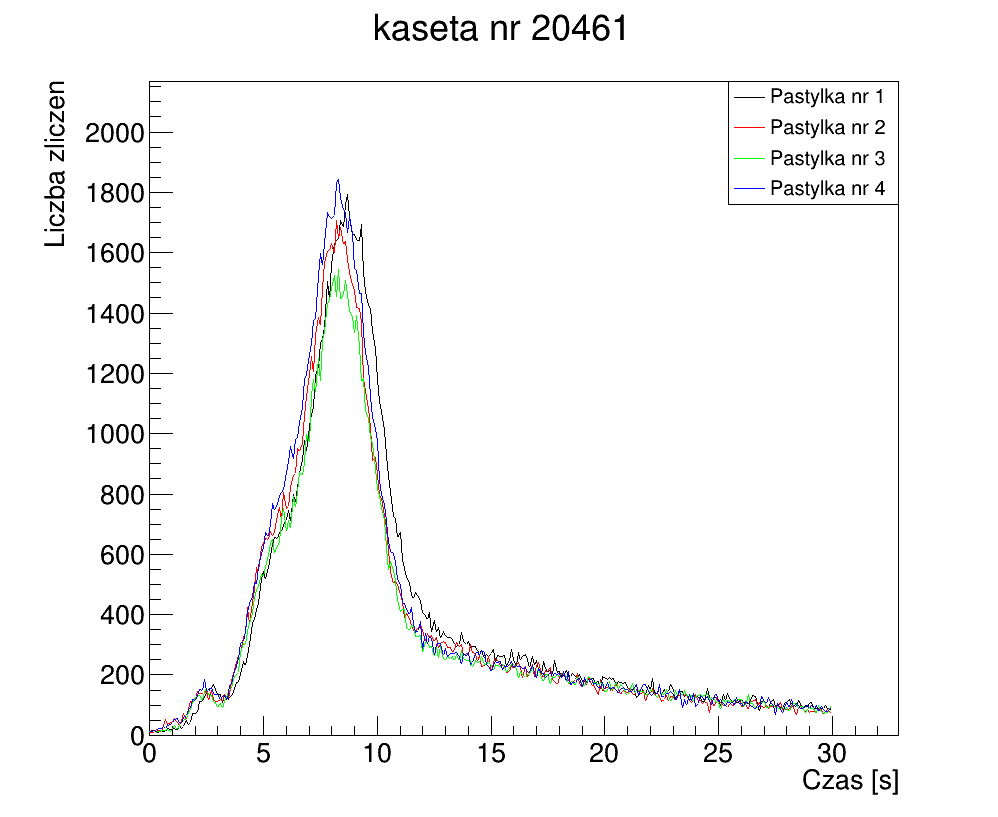 kaseta nr 20461
Liczba zliczen
Pastylka nr 1
Pastylka nr 2
Pastylka nr 3
Pastylka nr 4
2000
1800
1600
1400
1200
1000
800
600
400
200
0
0 5 10 15 20 25 30
Czas [s]